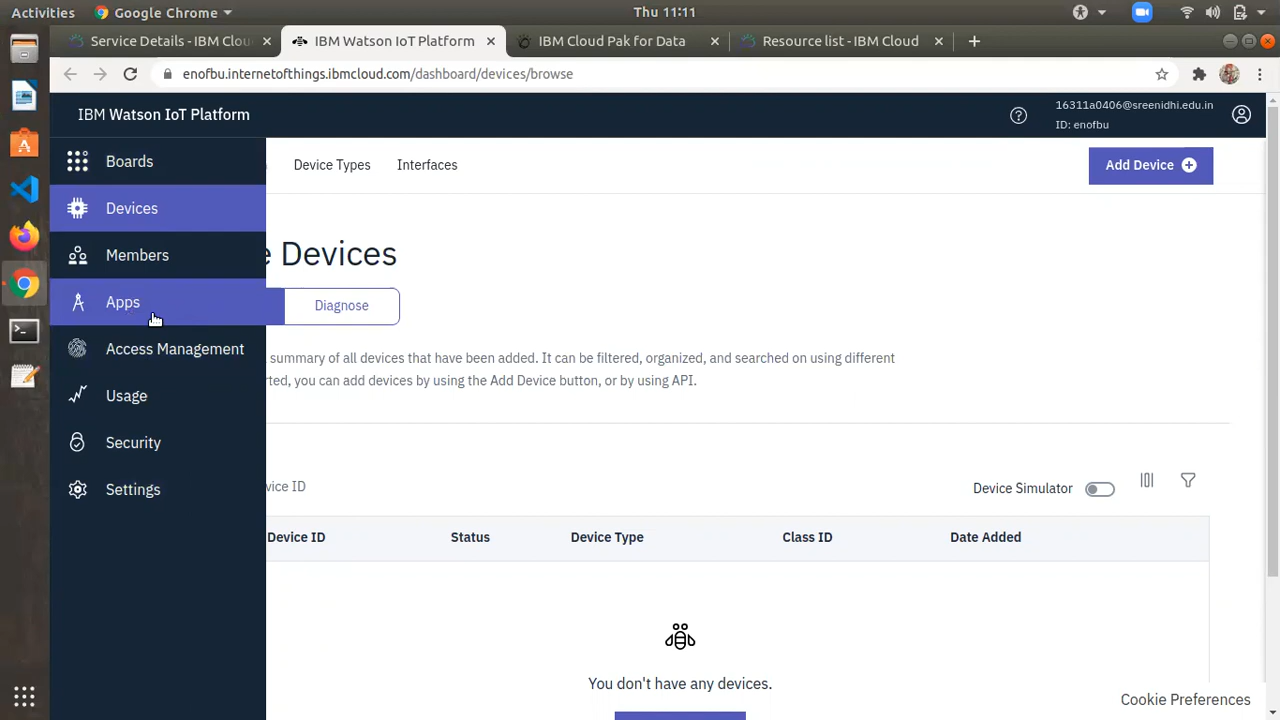 Activities Google Chrome Thu 11:11
Service Details - IBM Clou IBM Watson IoT Platform IBM Cloud Pak for Data Resource list - IBM Cloud
enofbu.internetofthings.ibmcloud.com/dashboard/devices/browse
IBM Watson IoT Platform
16311a0406@sreenidhi.edu.in
ID: enofbu
Boards
Device Types Interfaces Add Device
Devices
Members
e Devices
Apps
Diagnose
Access Management
summary of all devices that have been added. It can be filtered, organized, and searched on using different
rted, you can add devices by using the Add Device button, or by using API.
Usage
Security
Settings
vice ID Device Simulator
Device ID Status Device Type Class ID Date Added
You don't have any devices.
Cookie Preferences